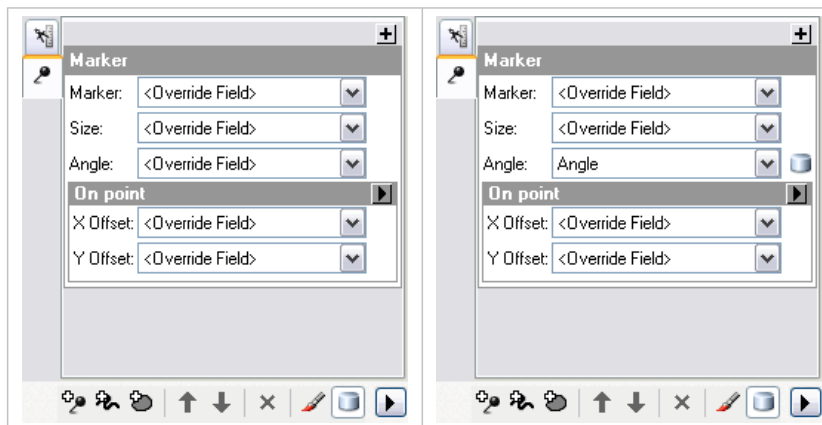 Marker
Marker: <Override Field>
Size: <Override Field>
Angle: <Override Field>
On point
X Offset: <Override Field>
Y Offset: <Override Field>
Marker
Marker: <Override Field>
Size: <Override Field>
Angle: Angle
On point
X Offset: <Override Field>
Y Offset: <Override Field>